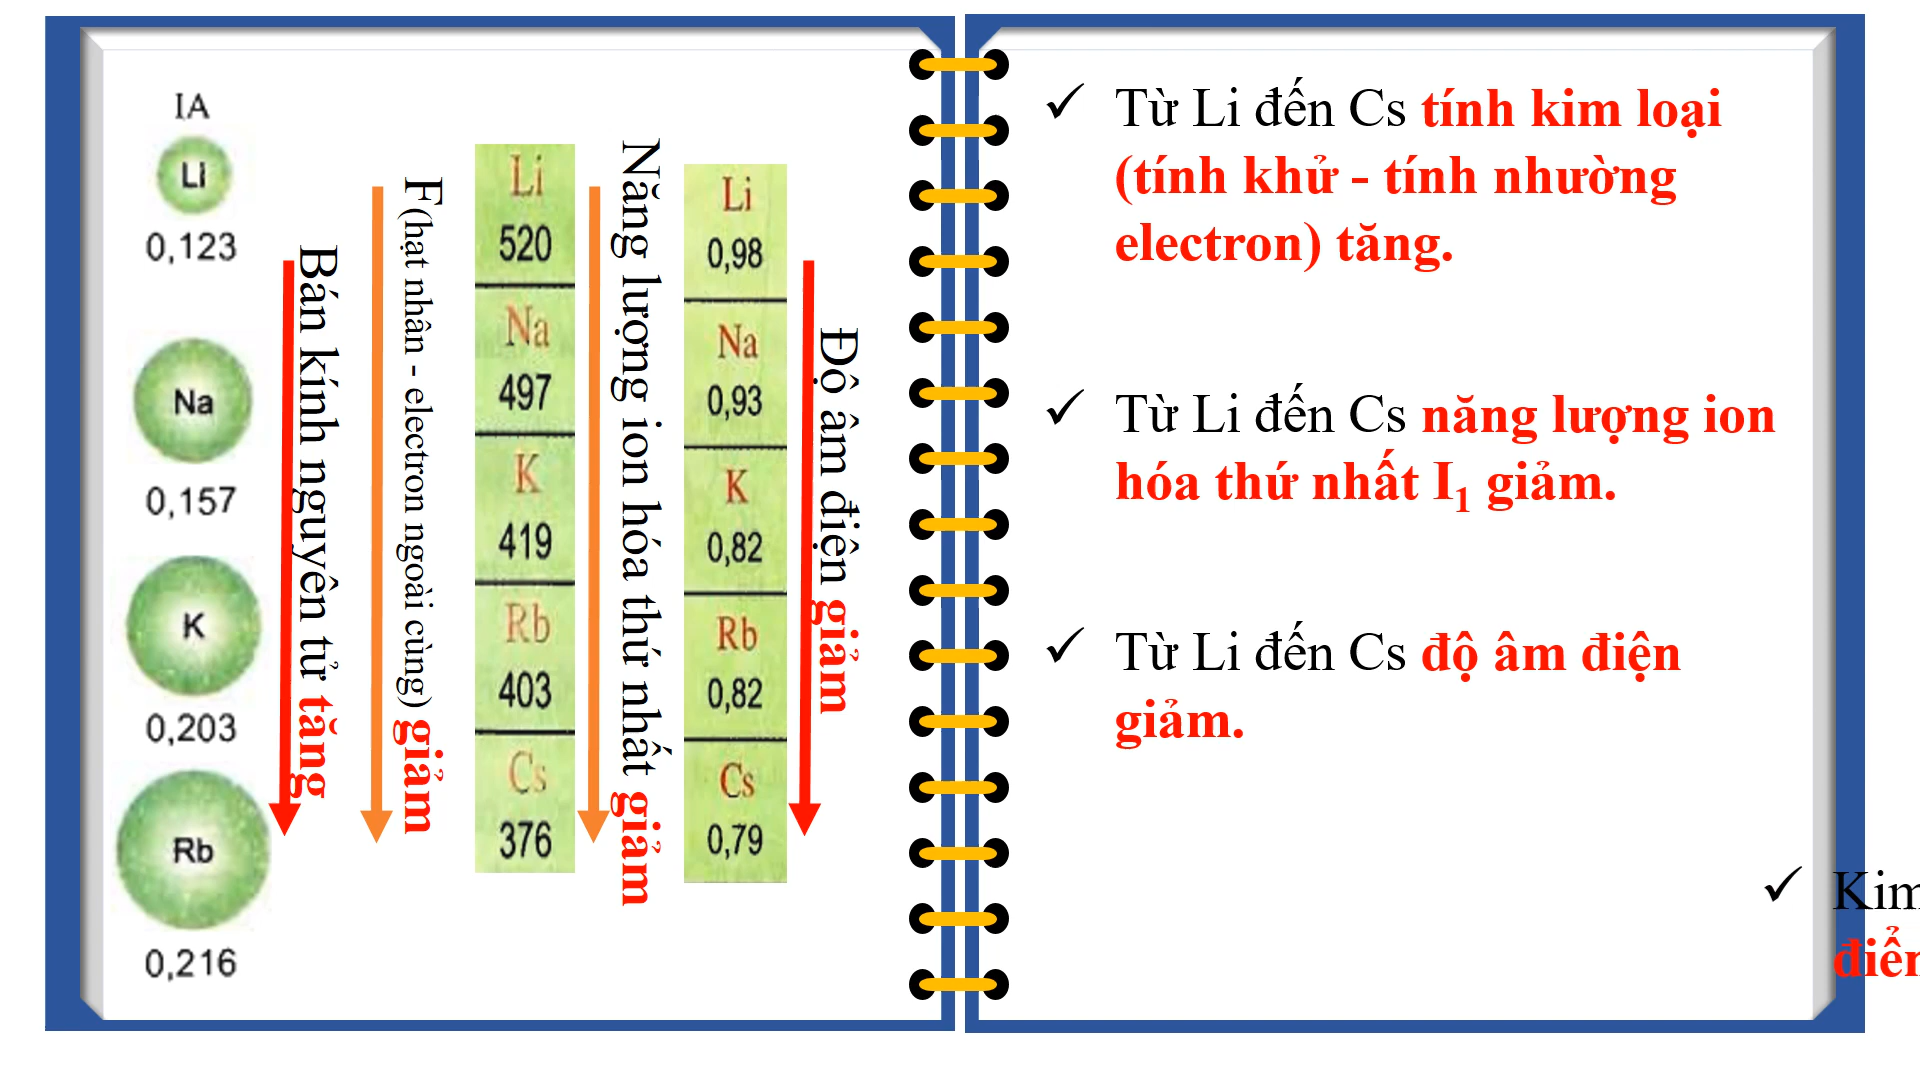 IA
Li
0,123
Na
0,157
K
0,203
Rb
0,216
Bán kính nguyên tử tăng
F(hạt nhân - electron ngoài cùng) giảm
Li
520
Na
497
K
419
Rb
403
Cs
376
Năng lượng ion hóa thứ nhất giảm
Li
0,98
Na
0,93
K
0,82
Rb
0,82
Cs
0,79
Độ âm điện giảm
✓ Từ Li đến Cs tính kim loại
(tính khử - tính nhường
electron) tăng.
✓ Từ Li đến Cs năng lượng ion
hóa thứ nhất I₁ giảm.
✓ Từ Li đến Cs độ âm điện
giảm.
✓ Kim
điển